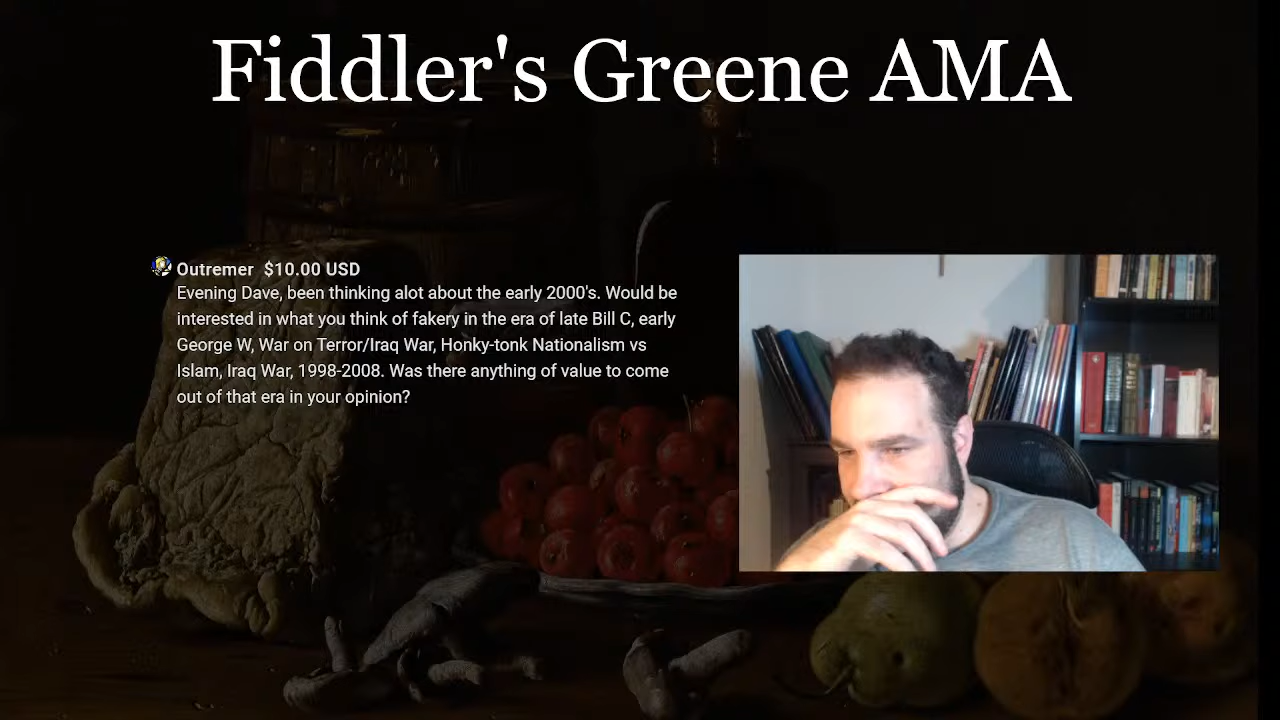 Fiddler's Greene AMA
Outremer $10.00 USD
Evening Dave, been thinking alot about the early 2000's. Would be
interested in what you think of fakery in the era of late Bill C, early
George W, War on Terror/Iraq War, Honky-tonk Nationalism vs
Islam, Iraq War, 1998-2008. Was there anything of value to come
out of that era in your opinion?